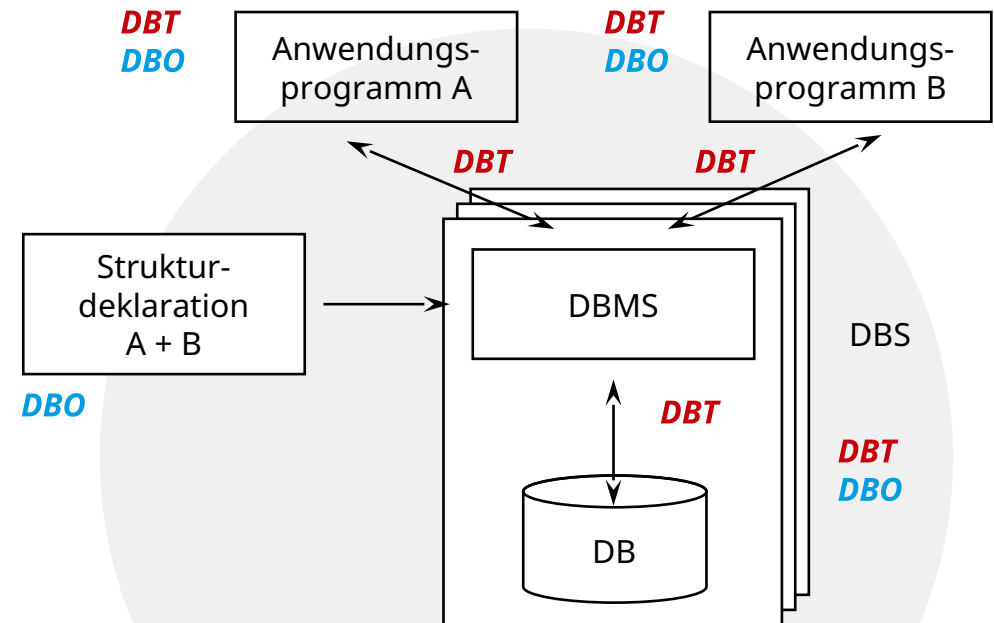 DBT
DBO
Anwendungs-
programm A
DBT
DBO
Anwendungs-
programm B
DBT
DBT
Struktur-
deklaration
A + B
DBO
DBMS
DBS
DBT
DBT
DBO
DB